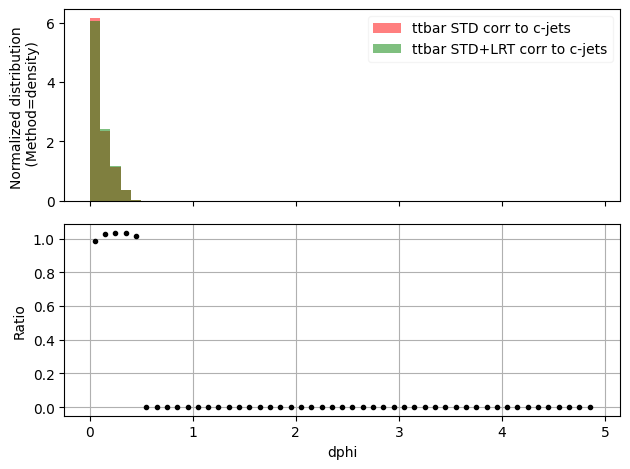 Normalized distribution
(Method=density)
6
4
2
0
ttbar STD corr to c-jets
ttbar STD+LRT corr to c-jets
Ratio
1.0
0.8
0.6
0.4
0.2
0.0
0 1 2 3 4 5
dphi